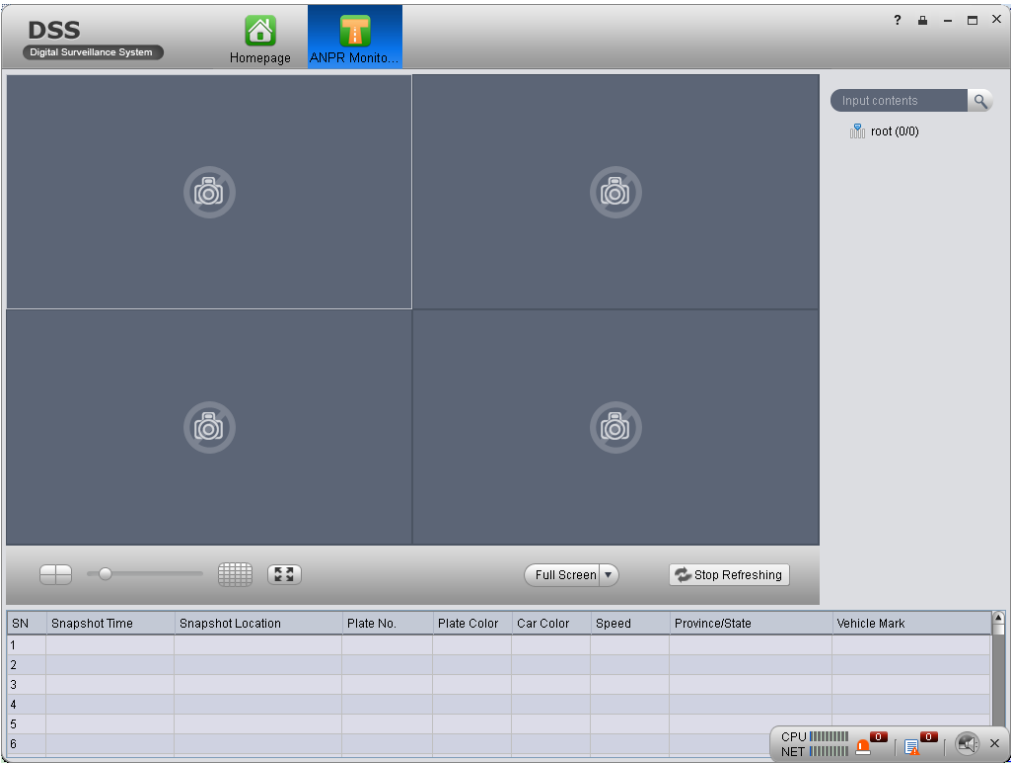 DSS
Digital Surveillance System
Homepage
ANPR Monito...
?
Input contents
root (0/0)
Full Screen
Stop Refreshing
SN Snapshot Time Snapshot Location Plate No. Plate Color Car Color Speed Province/State Vehicle Mark
1
2
3
4
5
6
CPU 0 0
NET